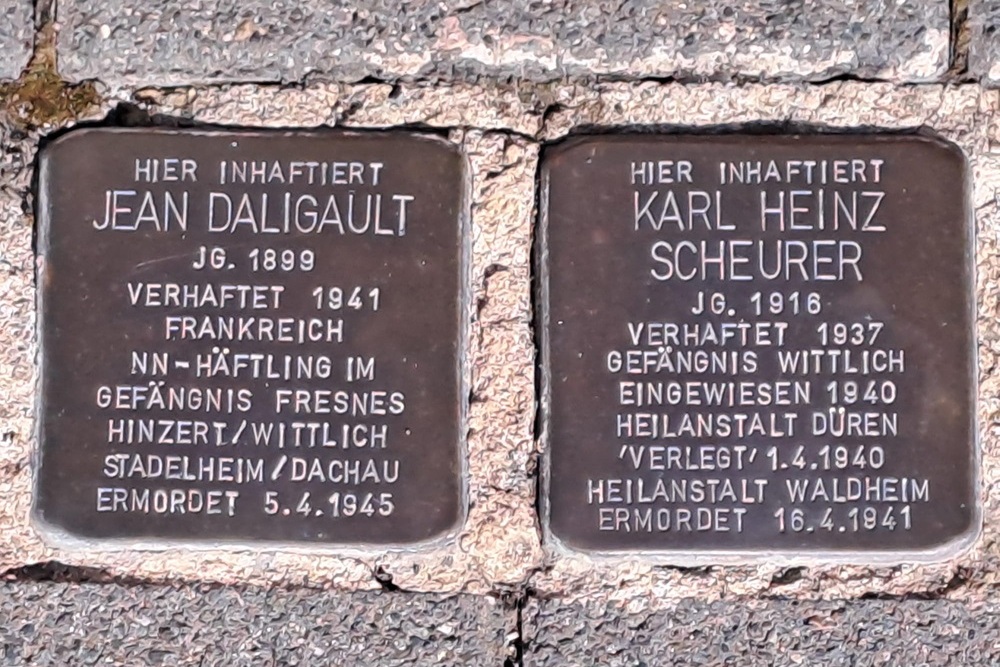 HIER INHAFTIERT
JEAN DALIGAULT
JG. 1899
VERHAFTET 1941
FRANKREICH
NN-HÄFTLING IM
GEFÄNGNIS FRESNES
HINZERT/WITTLICH
STADELHEIM/DACHAU
ERMORDET 5.4.1945
HIER INHAFTIERT
KARL HEINZ
SCHEURER
JG. 1916
VERHAFTET 1937
GEFÄNGNIS WITTLICH
EINGEWIESEN 1940
HEILANSTALT DÜREN
'VERLEGT' 1.4.1940
HEILANSTALT WALDHEIM
ERMORDET 16.4.1941